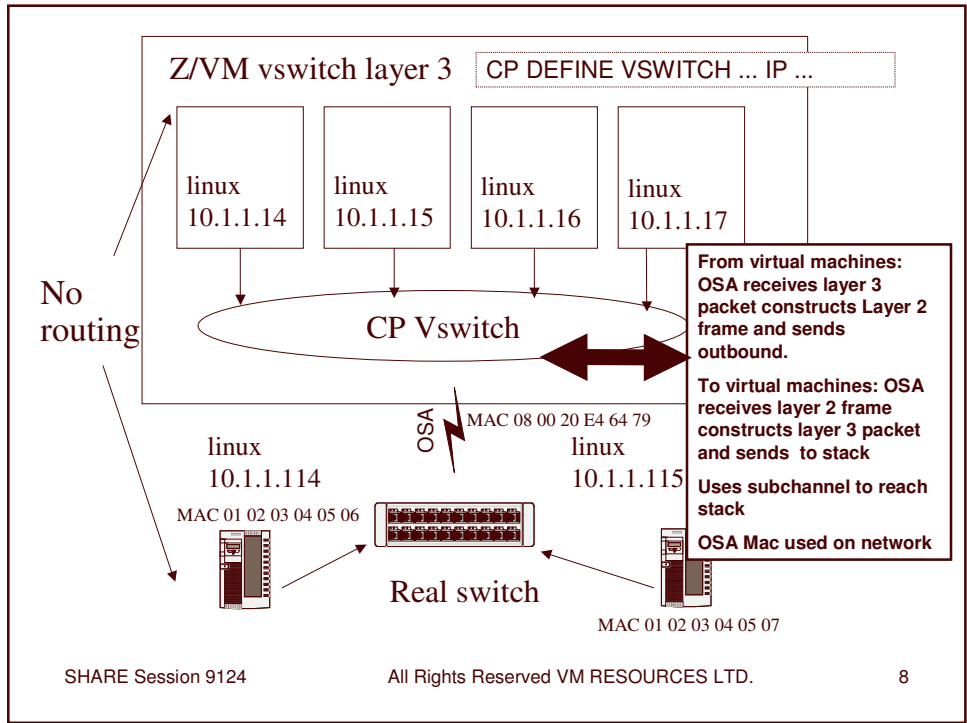 Z/VM vswitch layer 3
CP DEFINE VSWITCH ... IP ...
linux
10.1.1.14
linux
10.1.1.15
linux
10.1.1.16
linux
10.1.1.17
No
routing
CP Vswitch
From virtual machines:
OSA receives layer 3
packet constructs Layer 2
frame and sends
outbound.
To virtual machines: OSA
receives layer 2 frame
constructs layer 3 packet
and sends to stack
Uses subchannel to reach
stack
OSA Mac used on network
OSA
MAC 08 00 20 E4 64 79
linux
10.1.1.114
linux
10.1.1.115
MAC 01 02 03 04 05 06
Real switch
MAC 01 02 03 04 05 07
SHARE Session 9124
All Rights Reserved VM RESOURCES LTD.
8